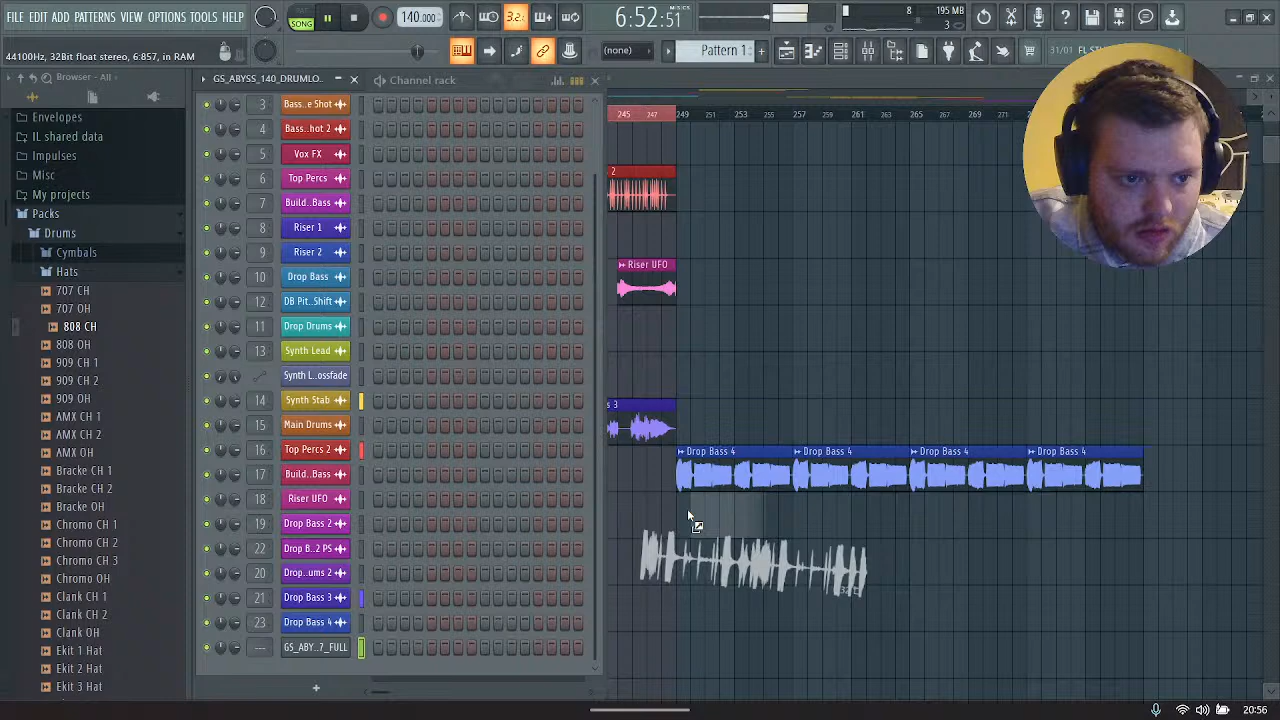 FILE EDIT ADD PATTERNS VIEW OPTIONS TOOLS HELP
SONG
140.000
3.2
6:52:51
8
195 MB
3
44100Hz, 32Bit flst stereo, 6:857, in RAM
(none)
Pattern 1
31/01 FL ST
Browser - All
GS_ABYSS_140_DRUMLO..
Channel rack
Envelopes
IL shared data
Impulses
Misc
My projects
Packs
Drums
Cymbals
Hats
707 CH
707 OH
808 CH
808 OH
909 CH 1
909 CH 2
909 OH
AMX CH 1
AMX CH 2
AMX OH
Bracke CH 1
Bracke CH 2
Bracke OH
Chromo CH 1
Chromo CH 2
Chromo CH 3
Chromo OH
Clank CH 1
Clank CH 2
Clank OH
Ekit 1 Hat
Ekit 2 Hat
Ekit 3 Hat
3 Bass..e Shot
4 Bass..hot 2
5 Vox FX
6 Top Percs
7 Build..Bass
8 Riser 1
9 Riser 2
10 Drop Bass
12 DB Pit..Shift
11 Drop Drums
13 Synth Lead
Synth L..ossfade
14 Synth Stab
15 Main Drums
16 Top Percs 2
17 Build..Bass
18 Riser UFO
19 Drop Bass 2
22 Drop B..2 PS
20 Drop..ums 2
21 Drop Bass 3
23 Drop Bass 4
--- GS_ABY..7_FULL
245 247 249 251 253 255 257 259 261 263 265 267 269 271
2
Riser UFO
s 3
Drop Bass 4 Drop Bass 4 Drop Bass 4 Drop Bass 4
20:56